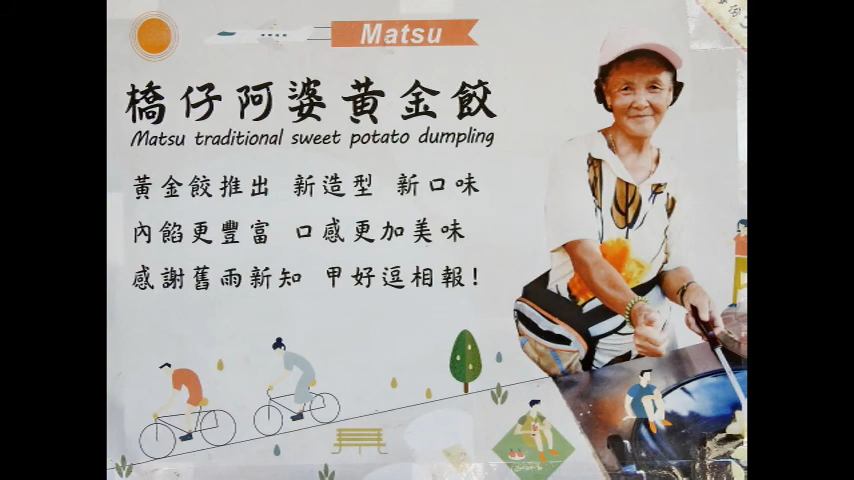 Matsu
橋仔阿婆黃金餃
Matsu traditional sweet potato dumpling
黃金餃推出 新造型 新口味
內餡更豐富 口感更加美味
感謝舊雨新知 甲好逗相報!